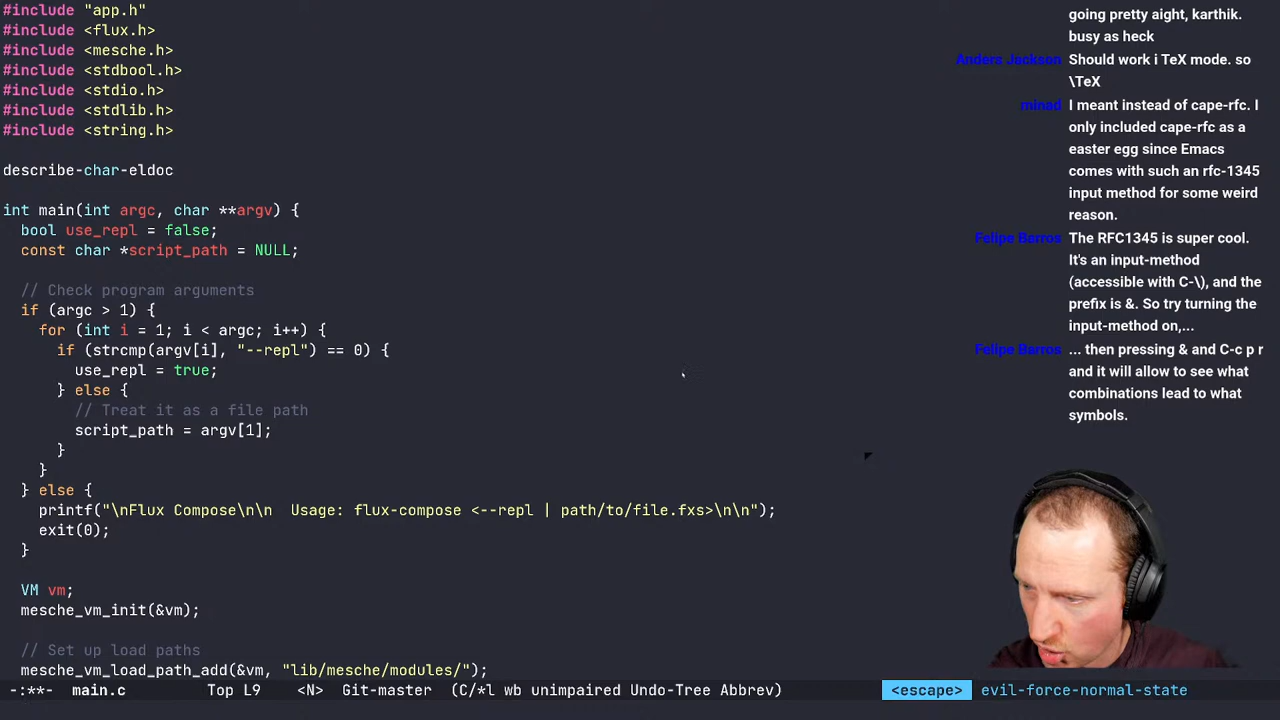 #include "app.h"
#include <flux.h>
#include <mesche.h>
#include <stdbool.h>
#include <stdio.h>
#include <stdlib.h>
#include <string.h>
describe-char-eldoc
int main(int argc, char **argv) {
bool use_repl = false;
const char *script_path = NULL;
// Check program arguments
if (argc > 1) {
for (int i = 1; i < argc; i++) {
if (strcmp(argv[i], "--repl") == 0) {
use_repl = true;
} else {
// Treat it as a file path
script_path = argv[1];
}
}
} else {
printf("\nFlux Compose\n\n  Usage: flux-compose <--repl | path/to/file.fxs>\n\n");
exit(0);
}
VM vm;
mesche_vm_init(&vm);
// Set up load paths
mesche_vm_load_path_add(&vm, "lib/mesche/modules/");
-:**-  main.c  Top L9  <N>  Git-master  (C/*l wb unimpaired Undo-Tree Abbrev)
<escape> evil-force-normal-state
going pretty aight, karthik.
busy as heck
Anders Jackson Should work i TeX mode. so
\TeX
minad I meant instead of cape-rfc. I
only included cape-rfc as a
easter egg since Emacs
comes with such an rfc-1345
input method for some weird
reason.
Felipe Barros The RFC1345 is super cool.
It's an input-method
(accessible with C-\), and the
prefix is &. So try turning the
input-method on,...
Felipe Barros ... then pressing & and C-c p r
and it will allow to see what
combinations lead to what
symbols.